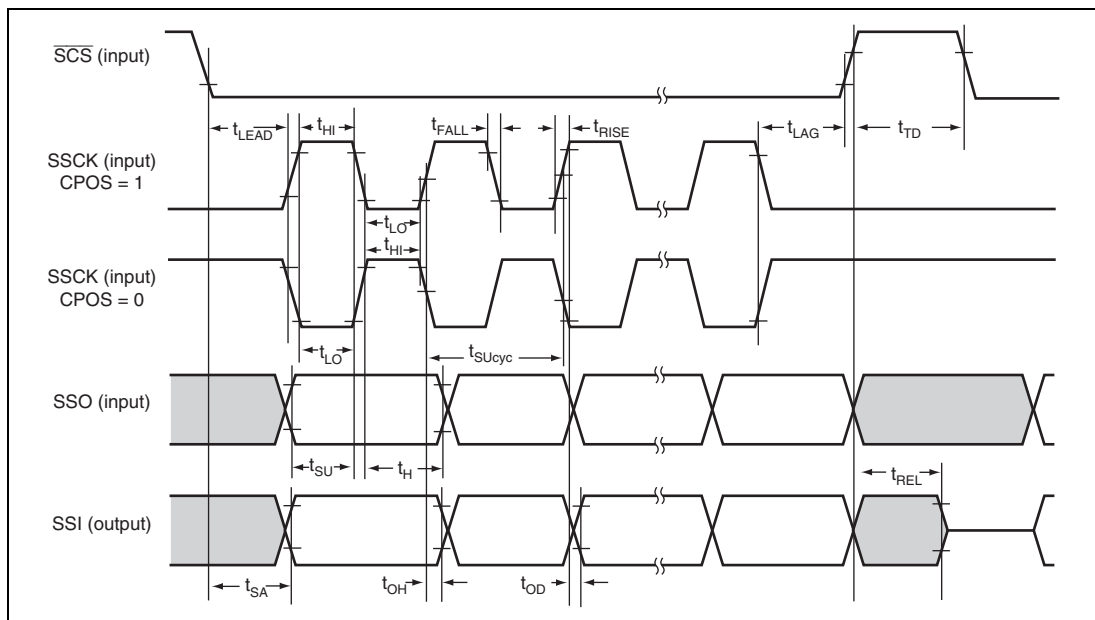 SCS (input)
tLEAD
tHI
tFALL
tRISE
tLAG
tTD
SSCK (input)
CPOS = 1
tLO
tHI
SSCK (input)
CPOS = 0
tLO
tSUcyc
SSO (input)
tSU
tH
tREL
SSI (output)
tSA
tOH
tOD